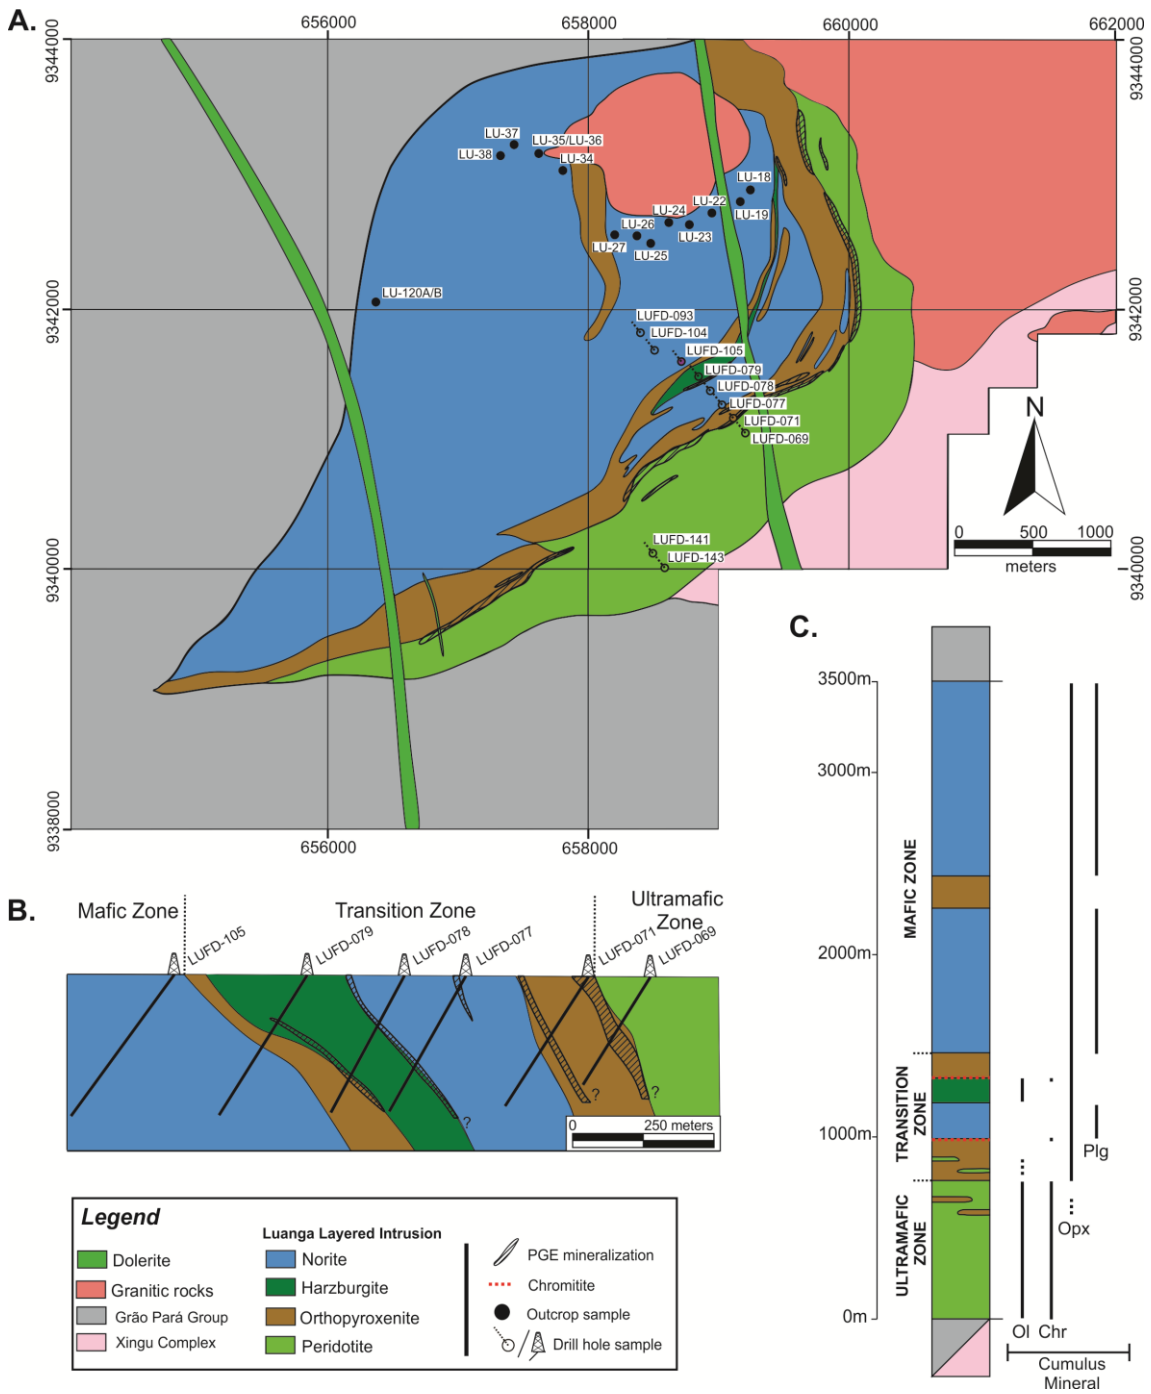 A.
656000
658000
660000
662000
9344000
9344000
LU-37
LU-35/LU-36
LU-38
LU-34
LU-18
LU-22
LU-19
LU-24
LU-26
LU-23
LU-27
LU-25
LU-120A/B
9342000
9342000
LUFD-093
LUFD-104
LUFD-105
LUFD-079
LUFD-078
LUFD-077
LUFD-071
LUFD-069
N
0 500 1000
meters
LUFD-141
LUFD-143
9340000
9340000
9338000
656000
658000
B.
Mafic Zone
Transition Zone
Ultramafic
Zone
LUFD-105
LUFD-079
LUFD-078
LUFD-077
LUFD-071
LUFD-069
?
?
?
0 250 meters
C.
3500m
3000m
2000m
1000m
0m
MAFIC ZONE
TRANSITION
ZONE
ULTRAMAFIC
ZONE
Plg
Opx
Ol Chr
Cumulus
Mineral
Legend
Luanga Layered Intrusion
Dolerite
Granitic rocks
Grão Pará Group
Xingu Complex
Norite
Harzburgite
Orthopyroxenite
Peridotite
PGE mineralization
Chromitite
Outcrop sample
/ Drill hole sample